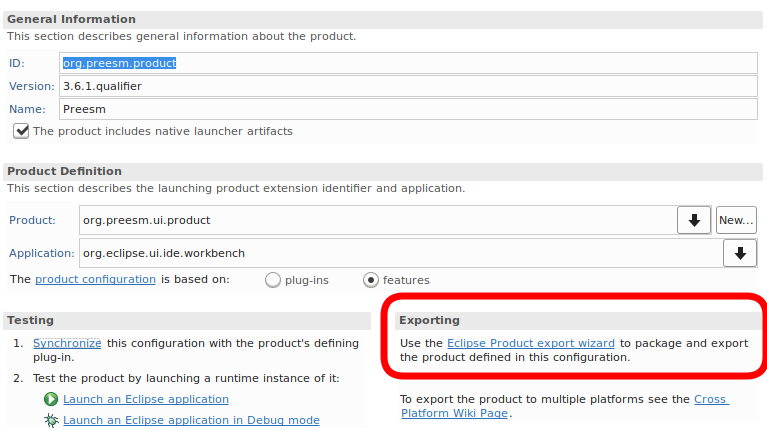 General Information
This section describes general information about the product.
ID: org.preesm.product
Version: 3.6.1.qualifier
Name: Preesm
The product includes native launcher artifacts
Product Definition
This section describes the launching product extension identifier and application.
Product: org.preesm.ui.product New...
Application: org.eclipse.ui.ide.workbench
The product configuration is based on: plug-ins features
Testing
1. Synchronize this configuration with the product's defining
plug-in.
2. Test the product by launching a runtime instance of it:
Launch an Eclipse application
Launch an Eclipse application in Debug mode
Exporting
Use the Eclipse Product export wizard to package and export
the product defined in this configuration.
To export the product to multiple platforms see the Cross
Platform Wiki Page.